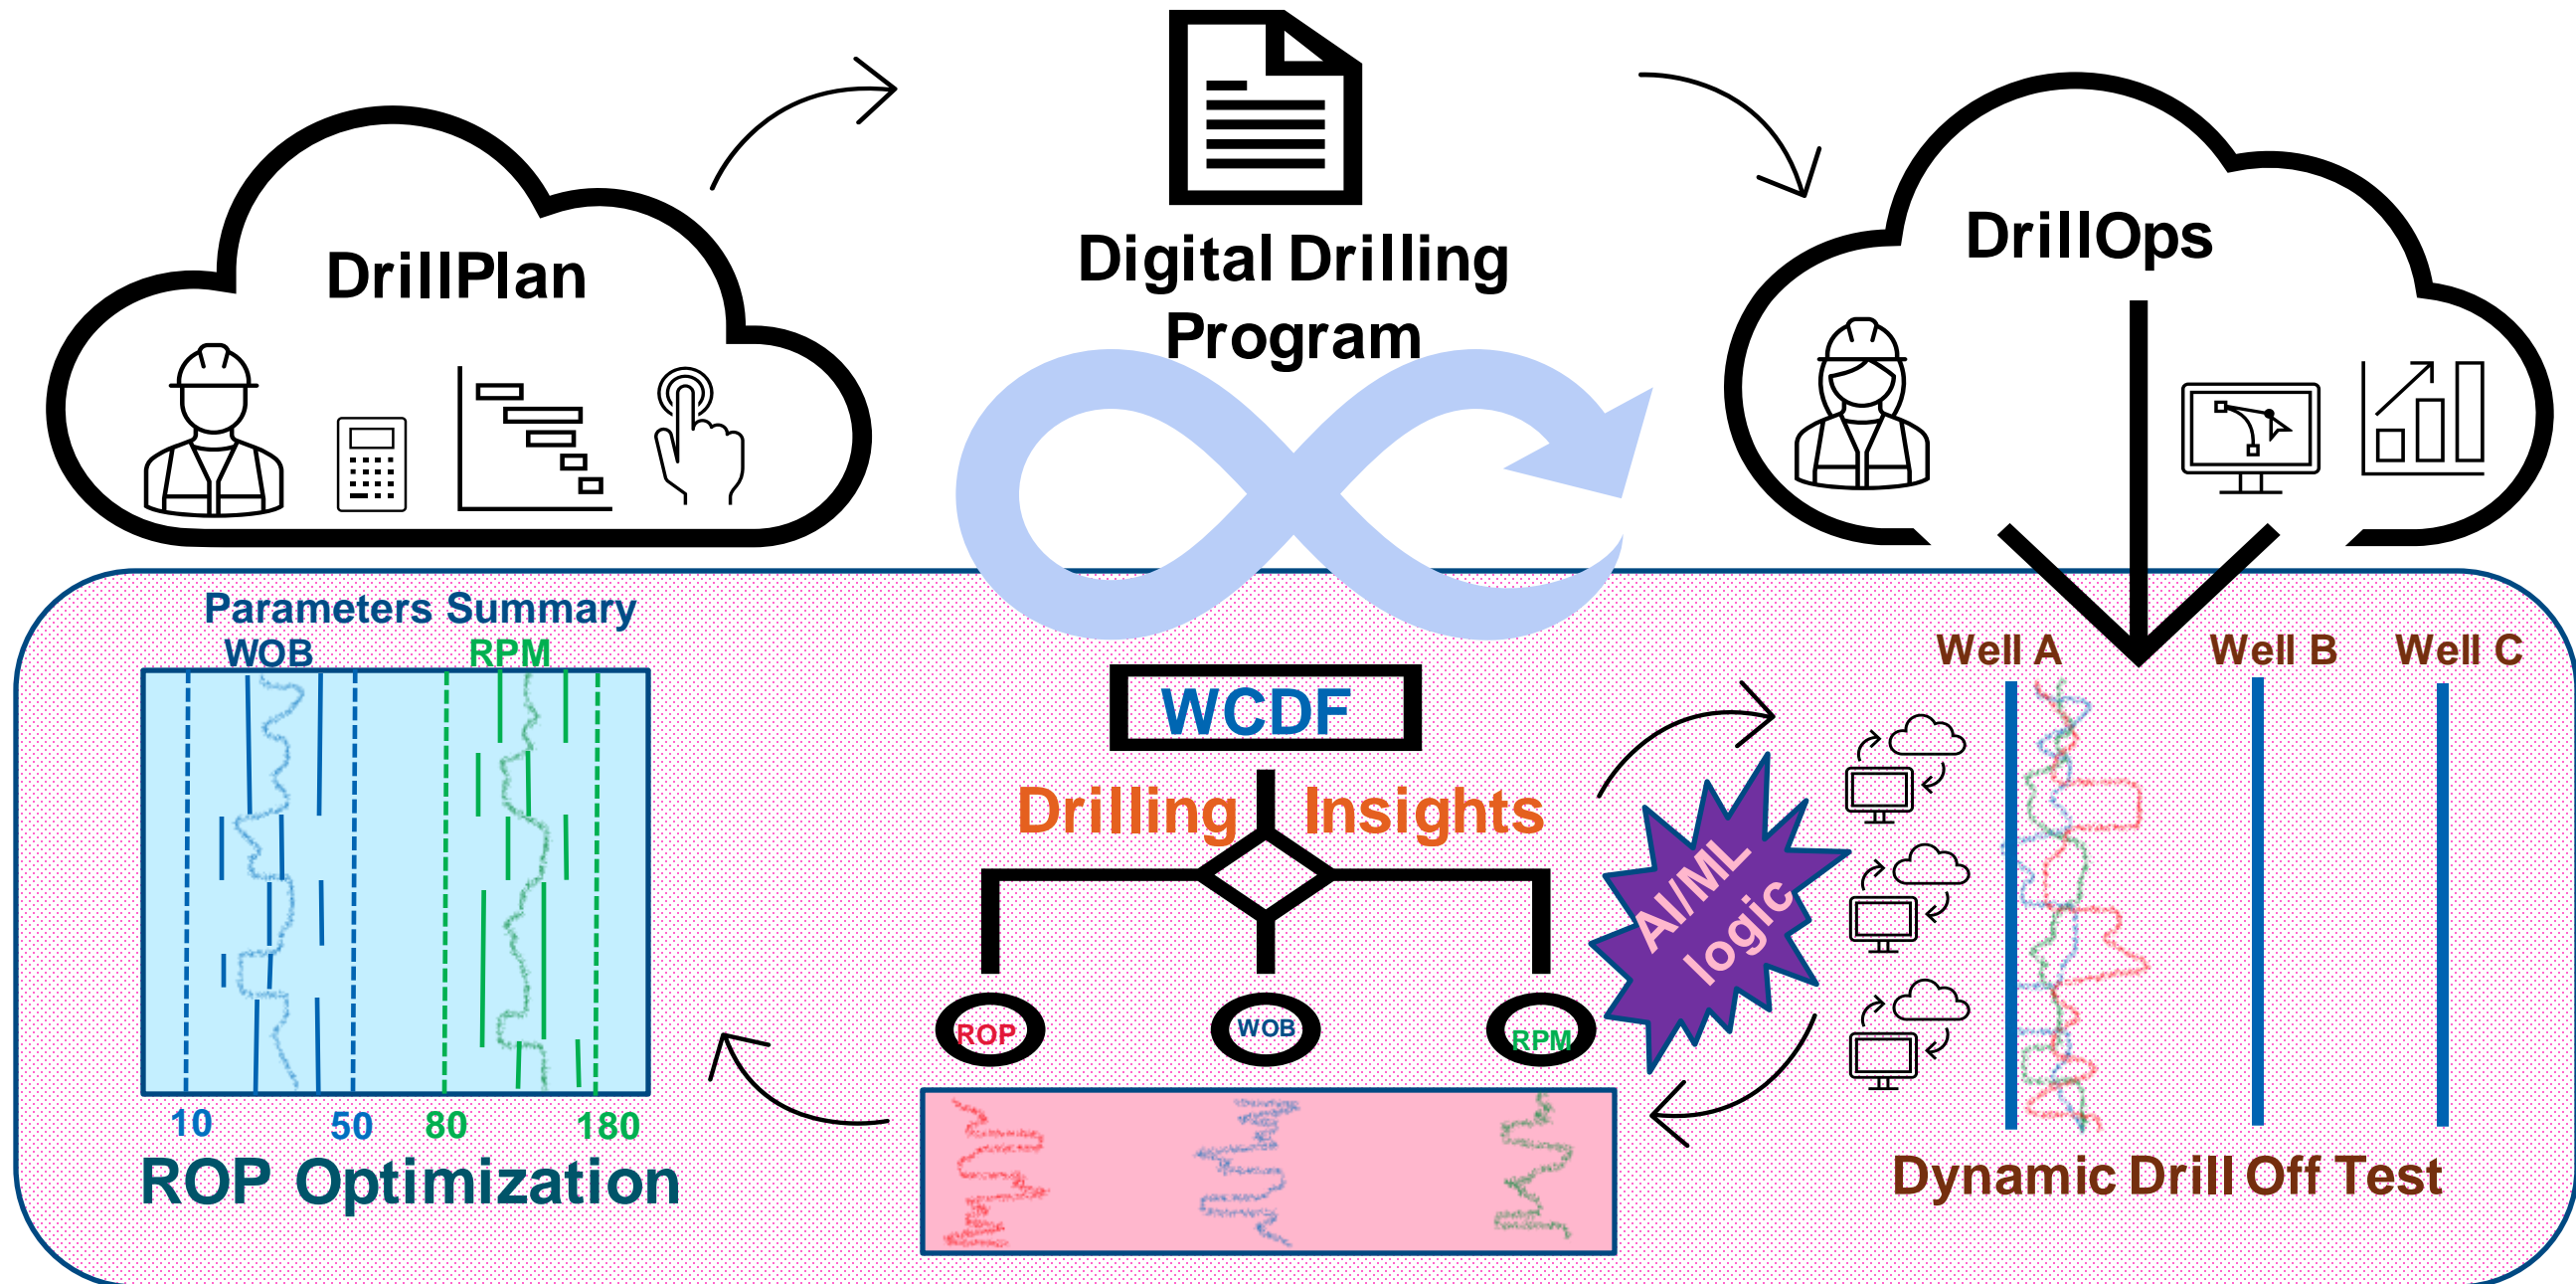 DrillPlan
Digital Drilling
Program
DrillOps
Parameters Summary
WOB RPM
10 50 80 180
ROP Optimization
WCDF
Drilling Insights
ROP WOB RPM
AI/ML
logic
Well A Well B Well C
Dynamic Drill Off Test